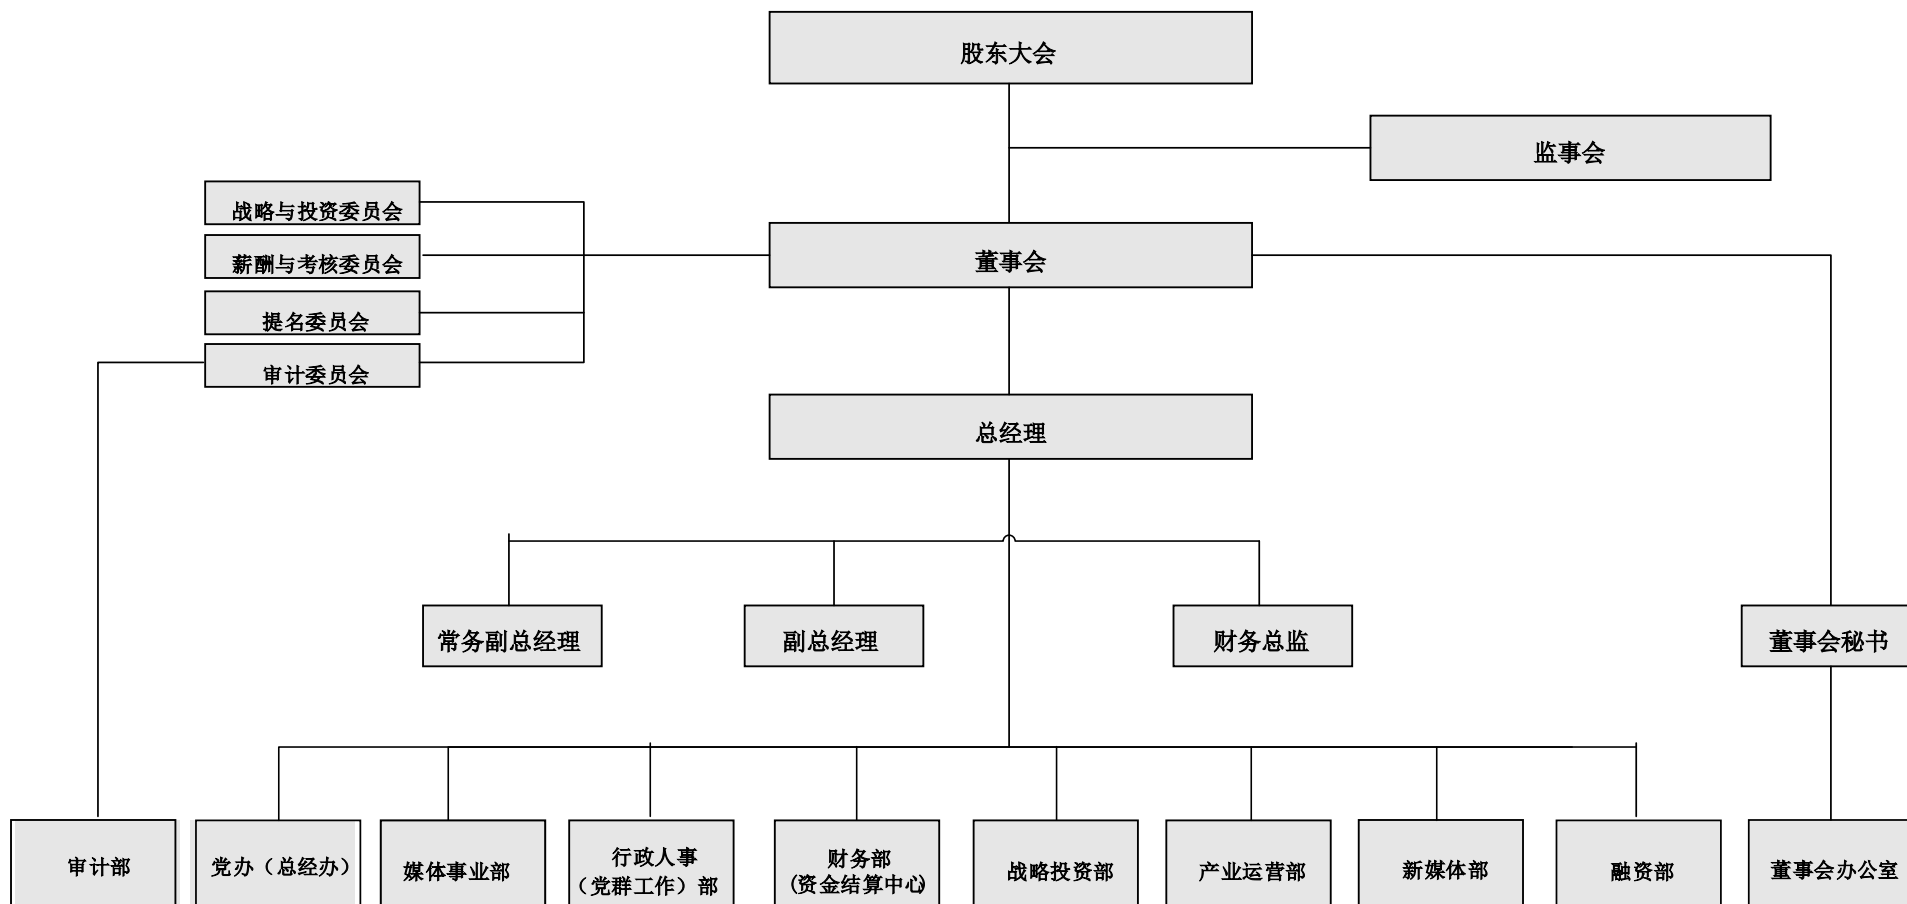 股东大会
监事会
战略与投资委员会
薪酬与考核委员会
董事会
提名委员会
审计委员会
总经理
常务副总经理
副总经理
财务总监
董事会秘书
审计部
党办（总经办）
媒体事业部
行政人事
（党群工作）部
财务部
(资金结算中心)
战略投资部
产业运营部
新媒体部
融资部
董事会办公室